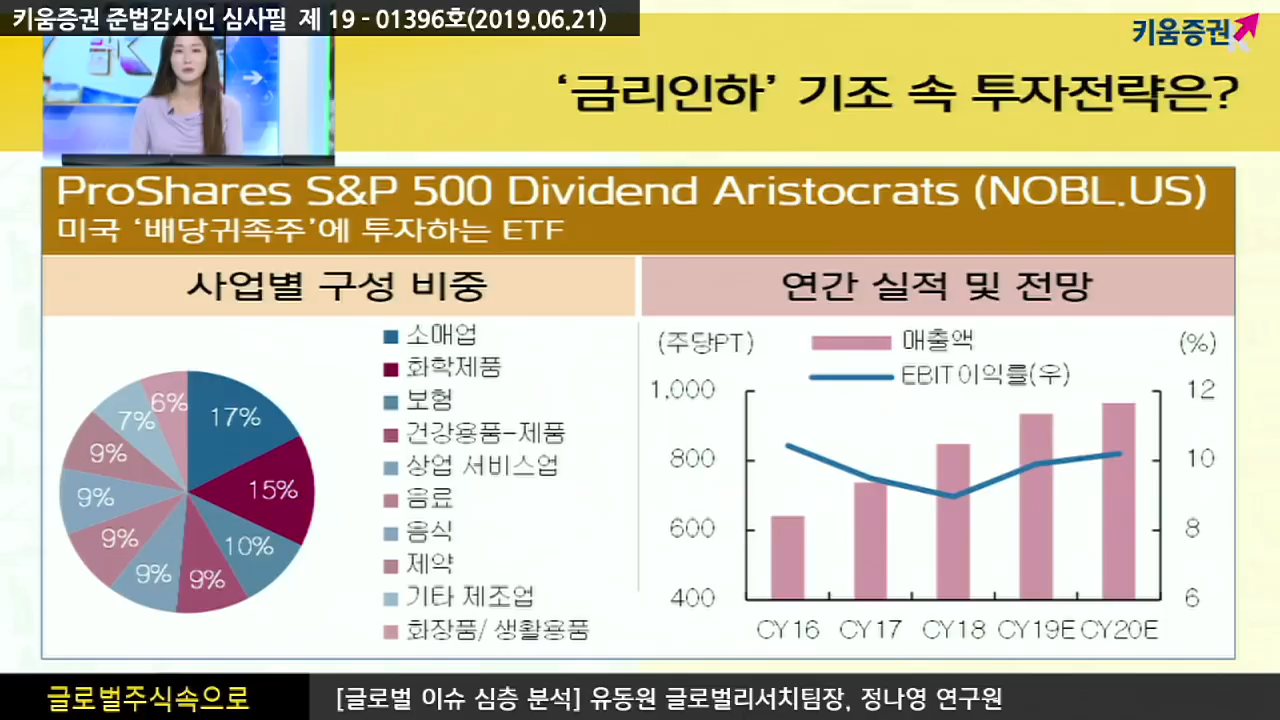 키움증권 준법감시인 심사필 제 19 - 01396호(2019.06.21)
키움증권
‘금리인하’ 기조 속 투자전략은?
ProShares S&P 500 Dividend Aristocrats (NOBL.US)
미국 ‘배당귀족주’에 투자하는 ETF
사업별 구성 비중
17%
15%
10%
9%
9%
9%
9%
9%
7%
6%
소매업
화학제품
보험
건강용품-제품
상업 서비스업
음료
음식
제약
기타 제조업
화장품/ 생활용품
연간 실적 및 전망
(주당PT)
매출액
(%)
EBIT이익률(우)
1,000
800
600
400
12
10
8
6
CY16 CY17 CY18 CY19E CY20E
글로벌주식속으로
[글로벌 이슈 심층 분석] 유동원 글로벌리서치팀장, 정나영 연구원